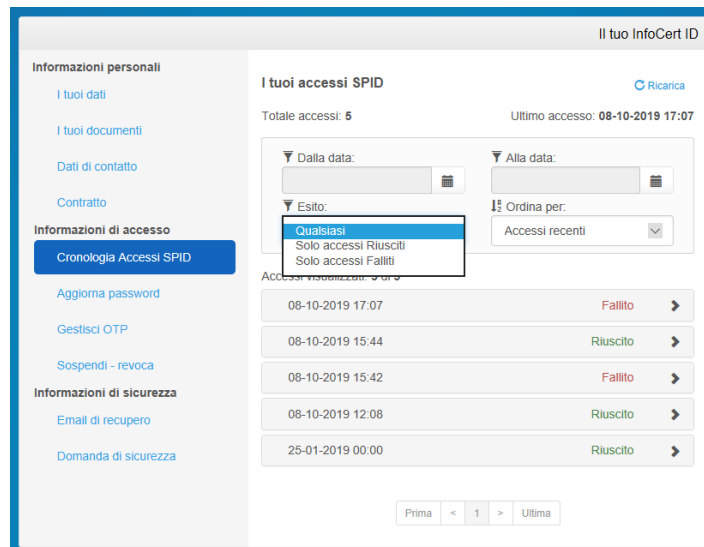 Il tuo InfoCert ID
Informazioni personali
I tuoi dati
I tuoi documenti
Dati di contatto
Contratto
Informazioni di accesso
Cronologia Accessi SPID
Aggiorna password
Gestisci OTP
Sospendi - revoca
Informazioni di sicurezza
Email di recupero
Domanda di sicurezza
I tuoi accessi SPID
Ricarica
Totale accessi: 5
Ultimo accesso: 08-10-2019 17:07
Dalla data:
Alla data:
Esito:
Ordina per:
Qualsiasi
Solo accessi Riusciti
Solo accessi Falliti
Accessi recenti
Accessi visualizzati: 5 di 5
08-10-2019 17:07 Fallito
08-10-2019 15:44 Riuscito
08-10-2019 15:42 Fallito
08-10-2019 12:08 Riuscito
25-01-2019 00:00 Riuscito
Prima < 1 > Ultima